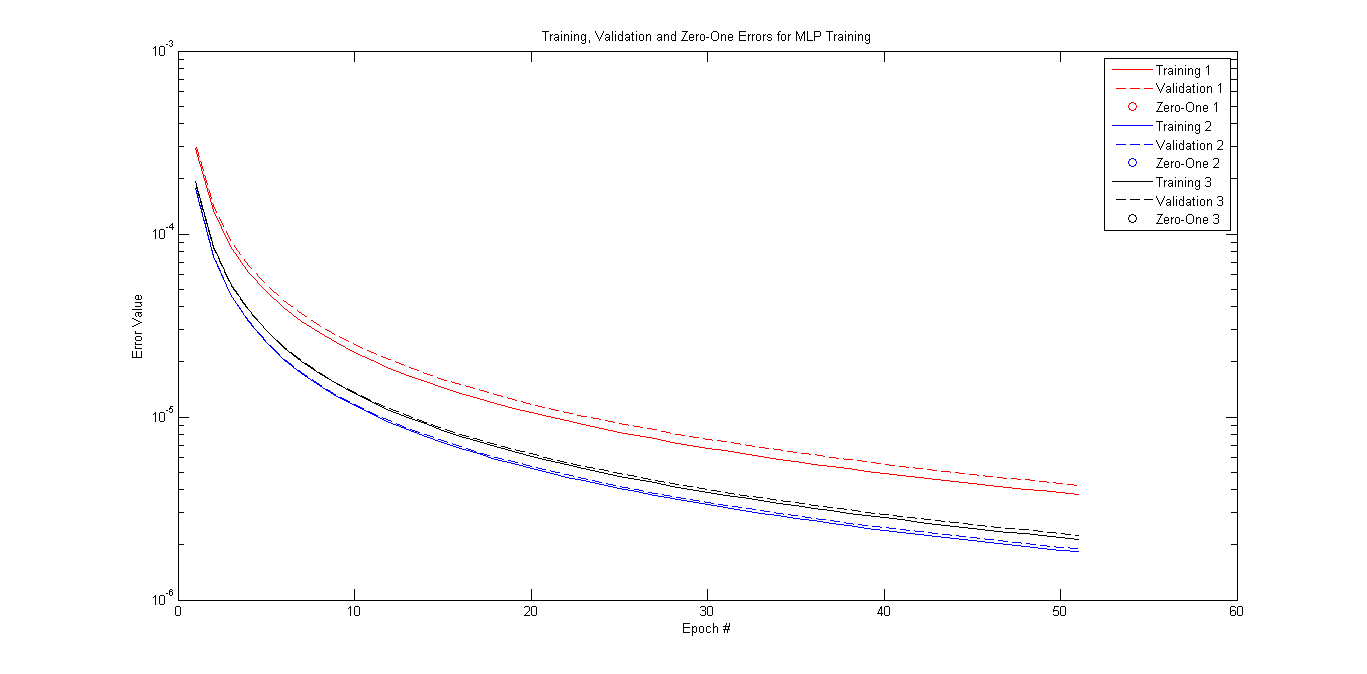 Training, Validation and Zero-One Errors for MLP Training
10^-3
10^-4
10^-5
10^-6
Error Value
Training 1
Validation 1
Zero-One 1
Training 2
Validation 2
Zero-One 2
Training 3
Validation 3
Zero-One 3
0 10 20 30 40 50 60
Epoch #